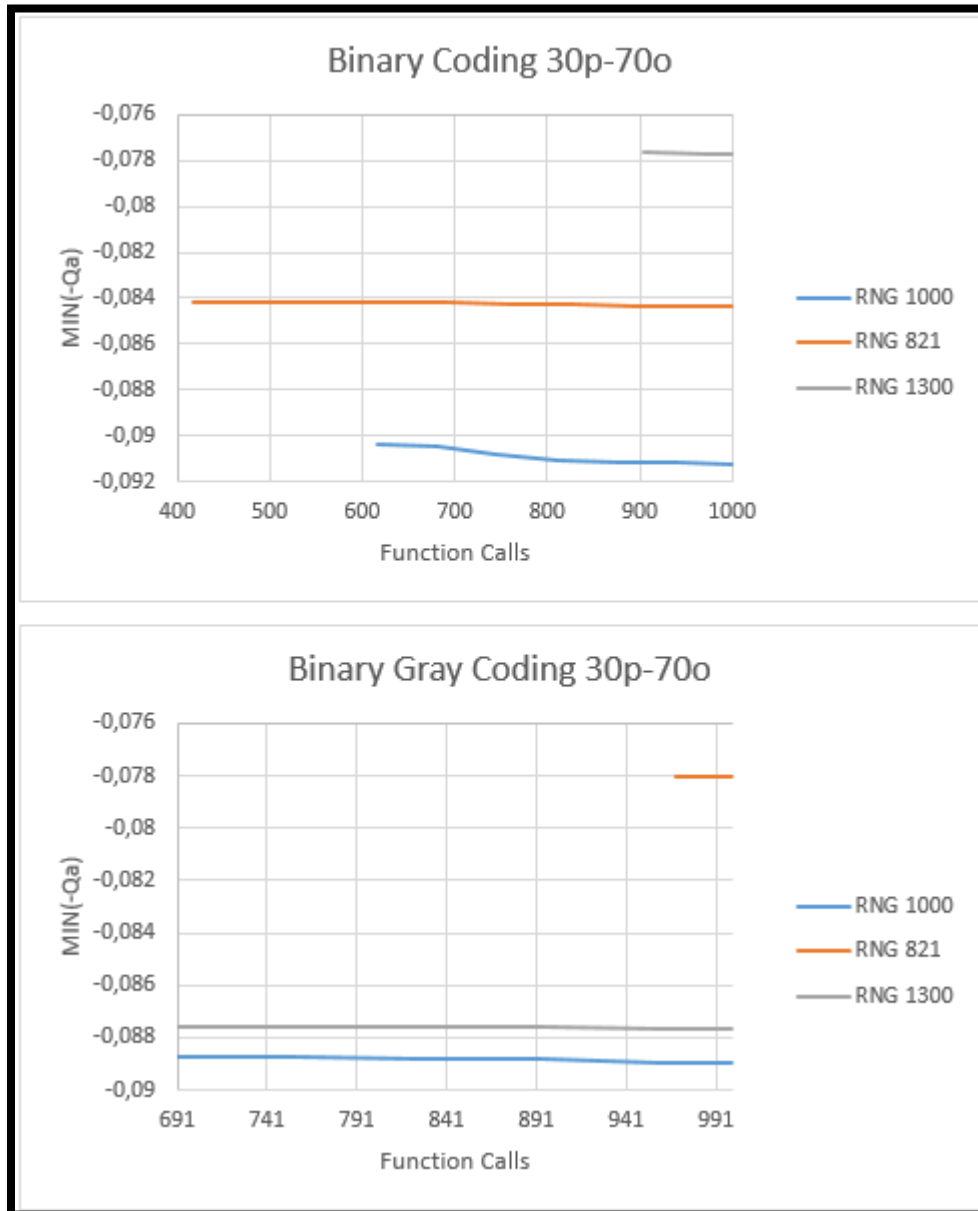 Binary Coding 30p-70o
-0,076
-0,078
-0,08
-0,082
-0,084
-0,086
-0,088
-0,09
-0,092
MIN(-Qa)
400 500 600 700 800 900 1000
Function Calls
RNG 1000
RNG 821
RNG 1300
Binary Gray Coding 30p-70o
-0,076
-0,078
-0,08
-0,082
-0,084
-0,086
-0,088
-0,09
MIN(-Qa)
691 741 791 841 891 941 991
Function Calls
RNG 1000
RNG 821
RNG 1300